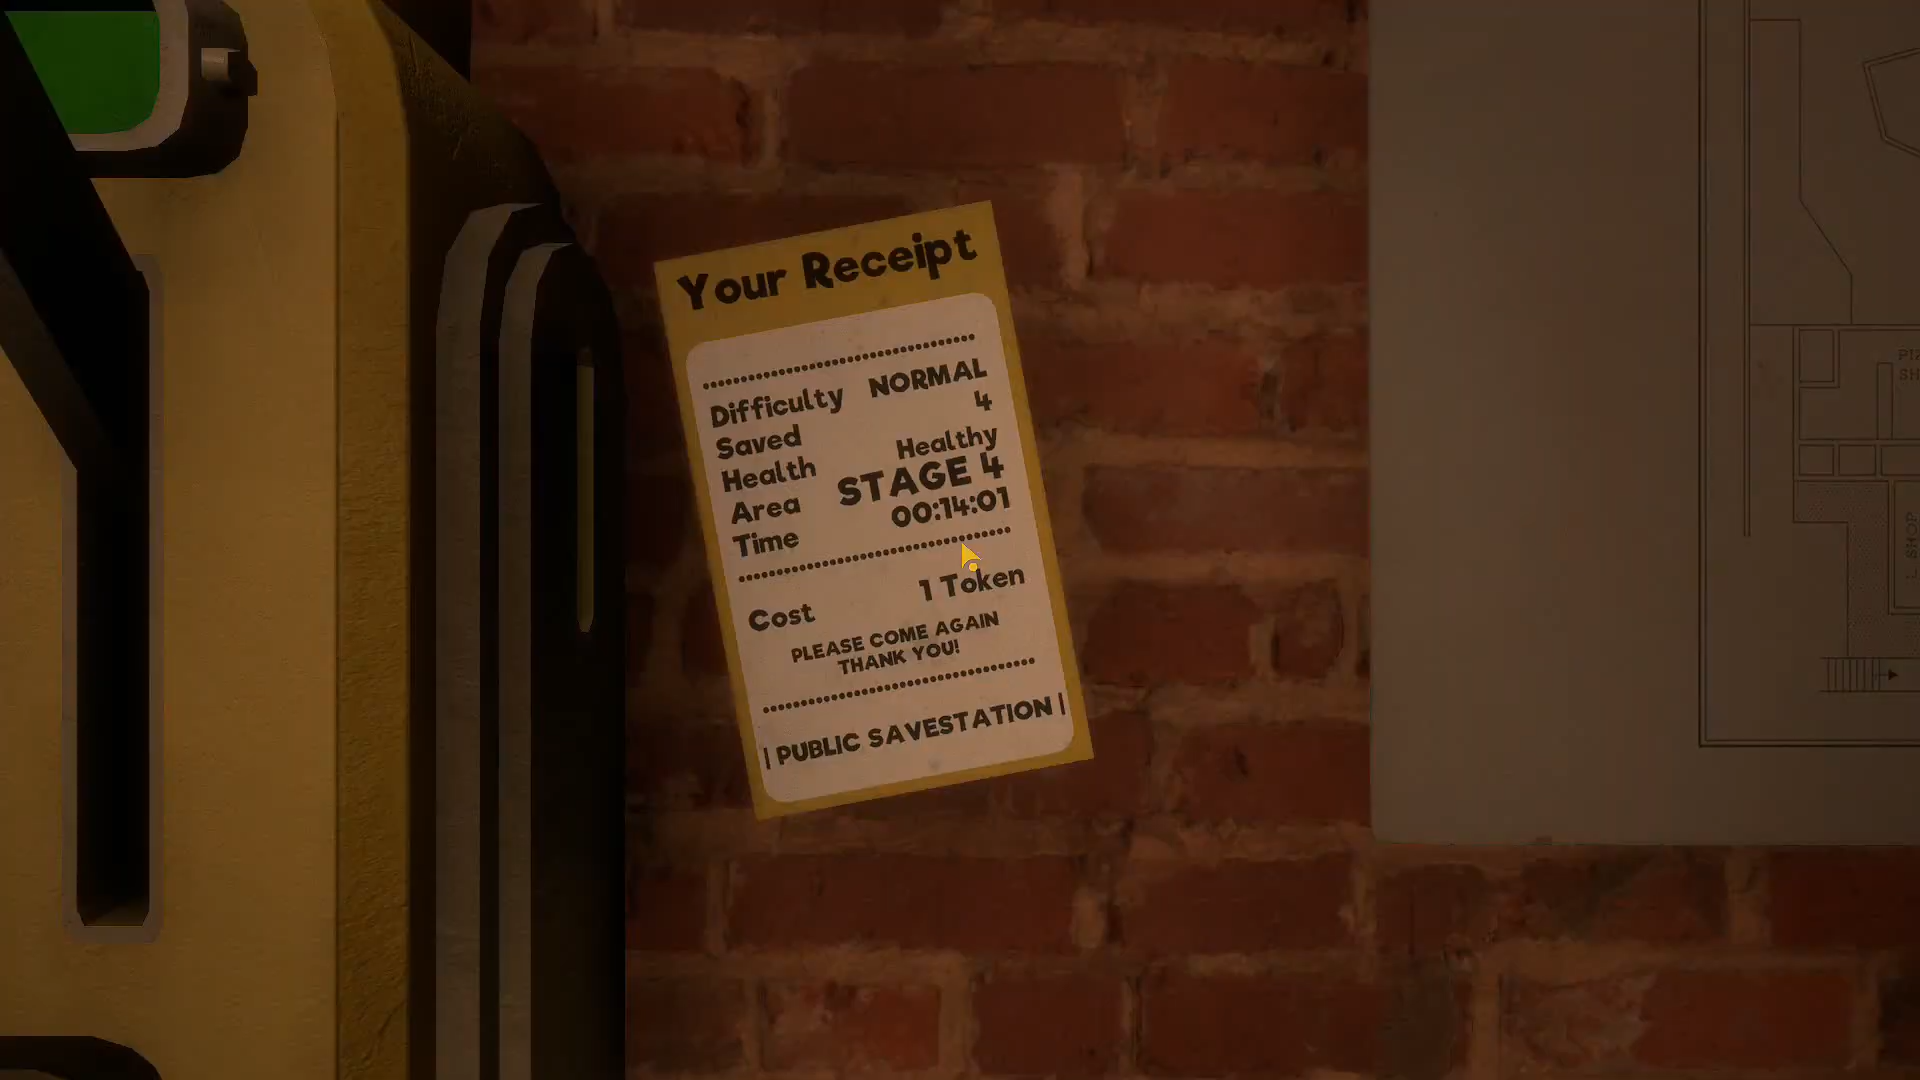 Your Receipt
Difficulty NORMAL
Saved 4
Health Healthy
Area STAGE 4
Time 00:14:01
Cost 1 Token
PLEASE COME AGAIN
THANK YOU!
| PUBLIC SAVESTATION |
SHOP